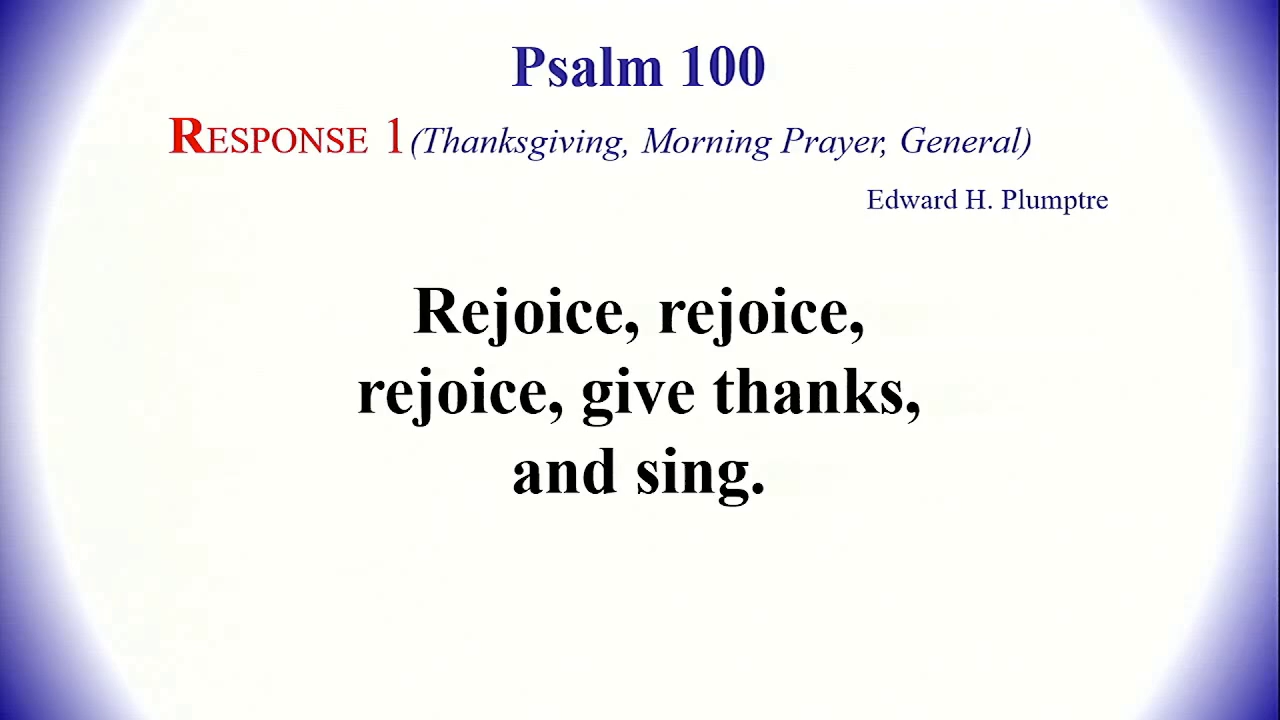 Psalm 100
RESPONSE 1 (Thanksgiving, Morning Prayer, General)
Edward H. Plumptre
Rejoice, rejoice,
rejoice, give thanks,
and sing.